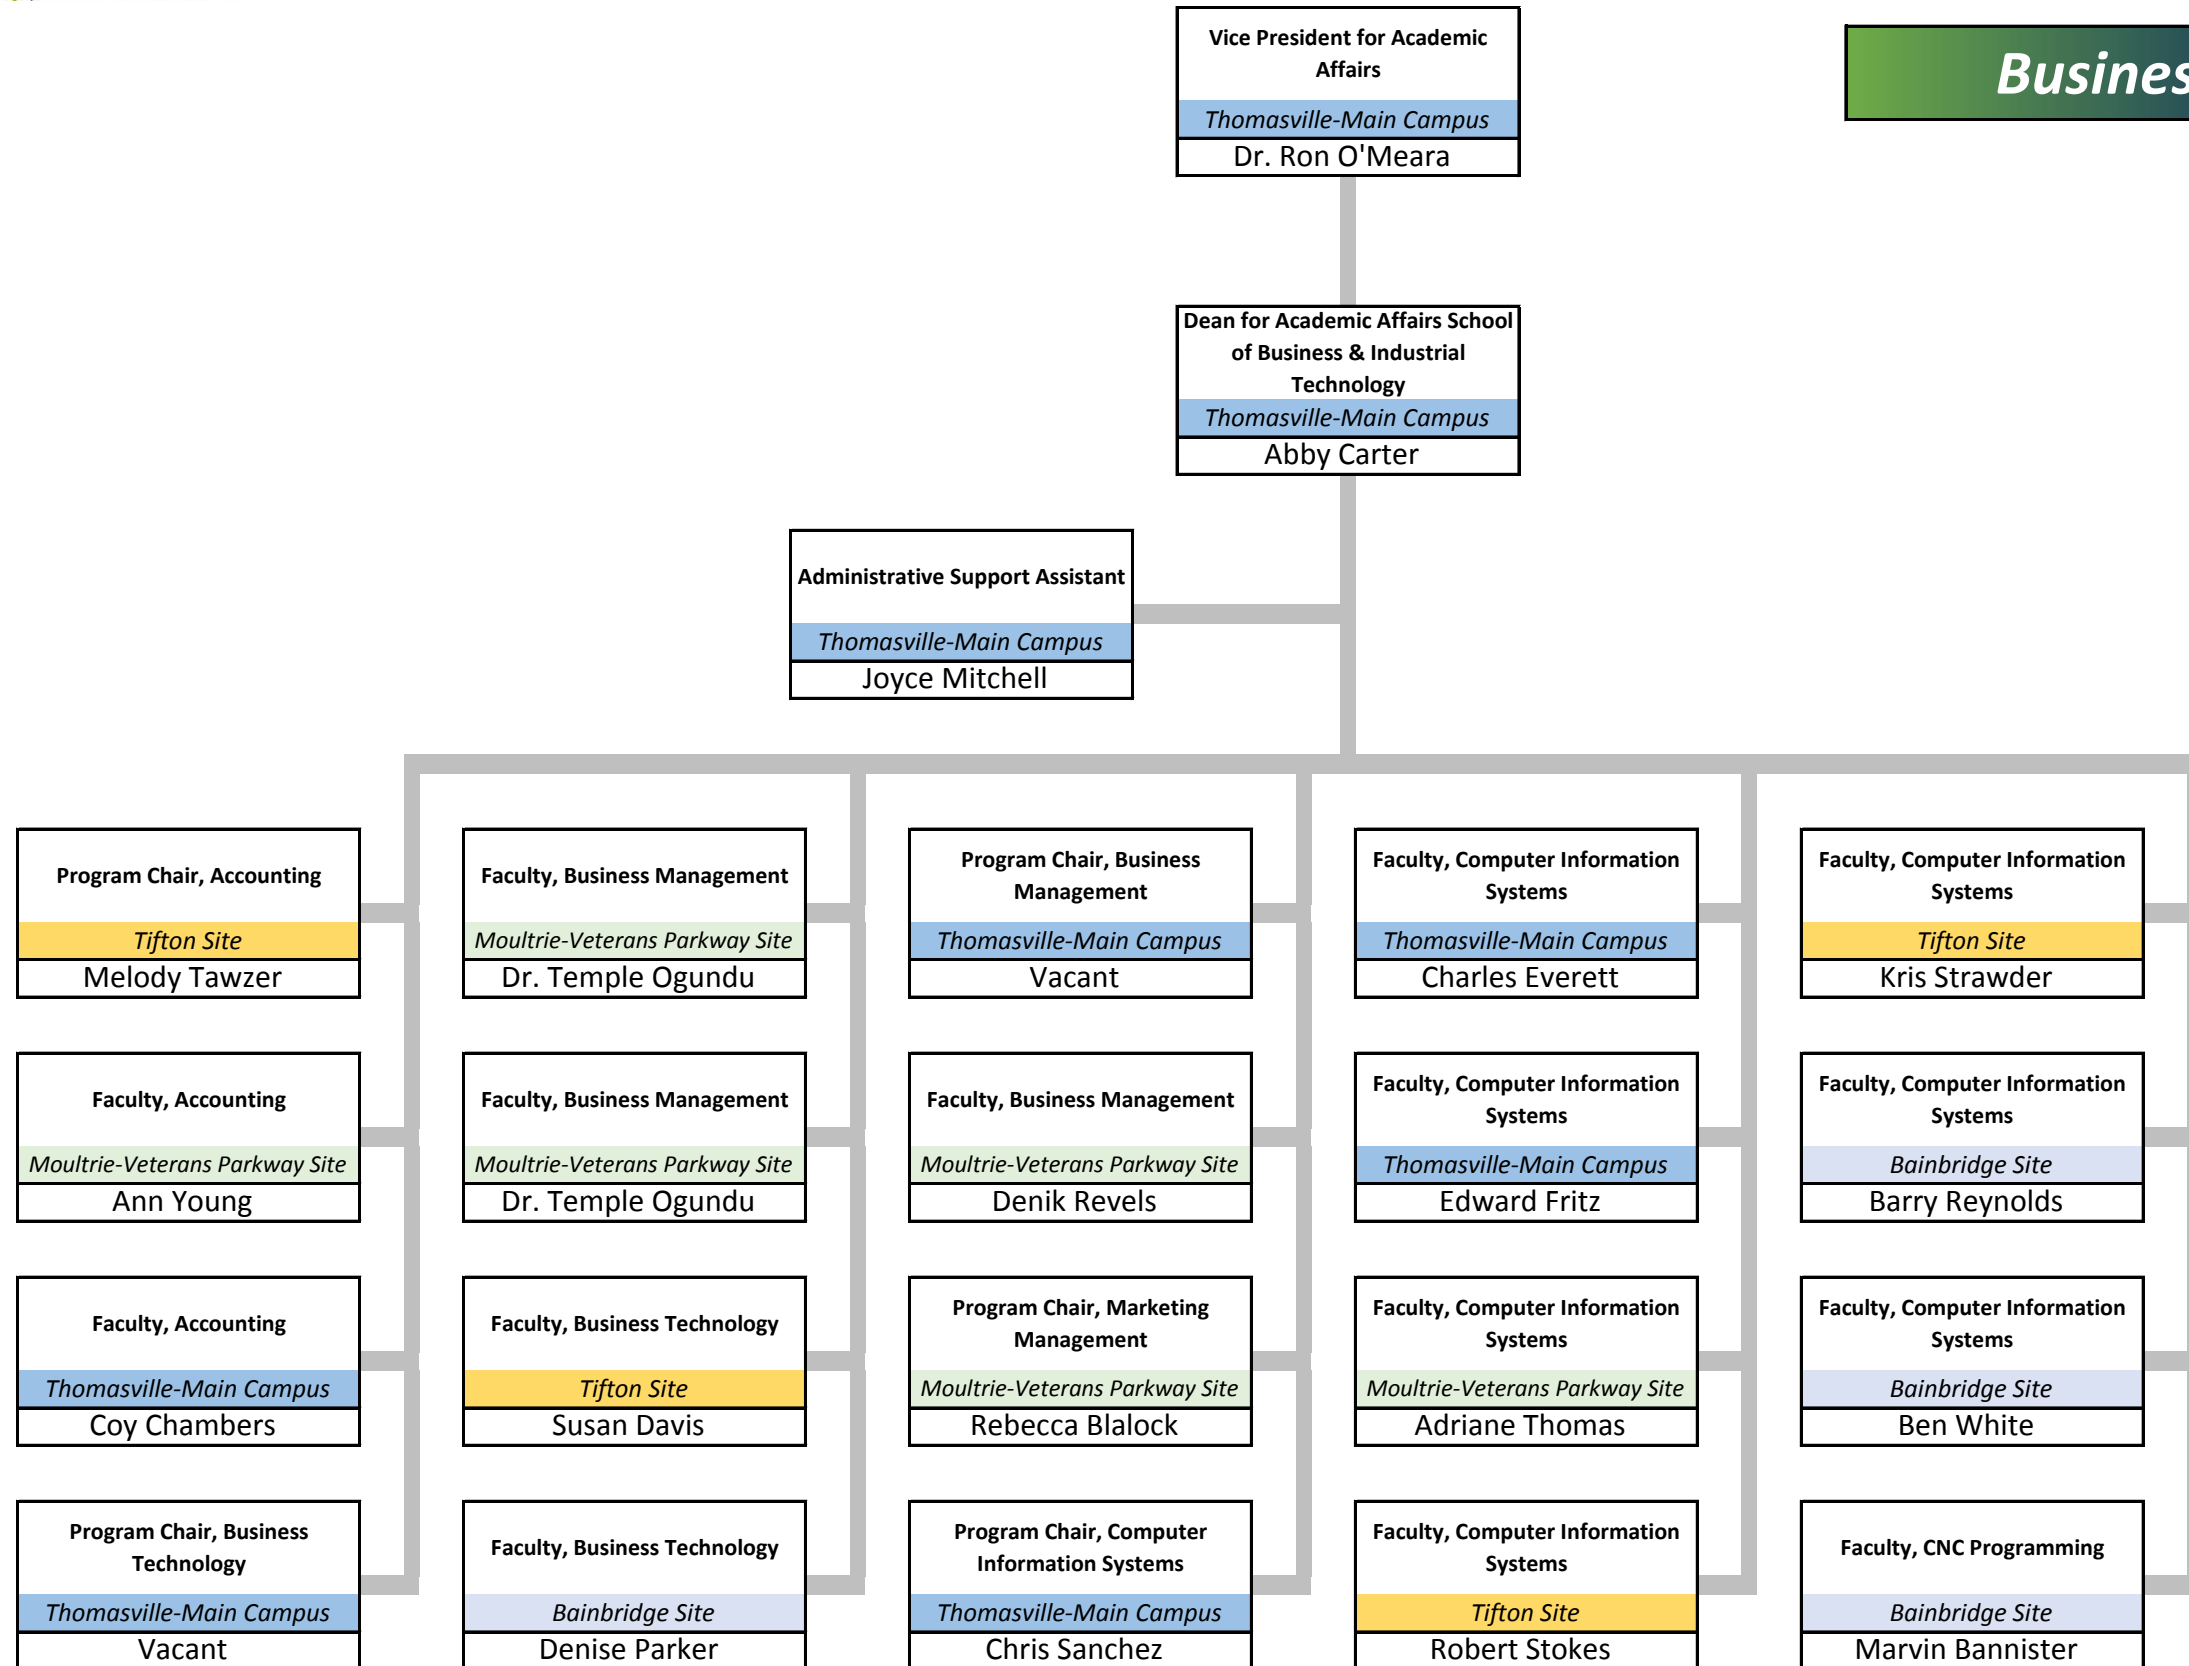 Vice President for Academic
Affairs
Thomasville-Main Campus
Dr. Ron O'Meara
Busines
Dean for Academic Affairs School
of Business & Industrial
Technology
Thomasville-Main Campus
Abby Carter
Administrative Support Assistant
Thomasville-Main Campus
Joyce Mitchell
Program Chair, Accounting
Tifton Site
Melody Tawzer
Faculty, Business Management
Moultrie-Veterans Parkway Site
Dr. Temple Ogundu
Program Chair, Business
Management
Thomasville-Main Campus
Vacant
Faculty, Computer Information
Systems
Thomasville-Main Campus
Charles Everett
Faculty, Computer Information
Systems
Tifton Site
Kris Strawder
Faculty, Accounting
Moultrie-Veterans Parkway Site
Ann Young
Faculty, Business Management
Moultrie-Veterans Parkway Site
Dr. Temple Ogundu
Faculty, Business Management
Moultrie-Veterans Parkway Site
Denik Revels
Faculty, Computer Information
Systems
Thomasville-Main Campus
Edward Fritz
Faculty, Computer Information
Systems
Bainbridge Site
Barry Reynolds
Faculty, Accounting
Thomasville-Main Campus
Coy Chambers
Faculty, Business Technology
Tifton Site
Susan Davis
Program Chair, Marketing
Management
Moultrie-Veterans Parkway Site
Rebecca Blalock
Faculty, Computer Information
Systems
Moultrie-Veterans Parkway Site
Adriane Thomas
Faculty, Computer Information
Systems
Bainbridge Site
Ben White
Program Chair, Business
Technology
Thomasville-Main Campus
Vacant
Faculty, Business Technology
Bainbridge Site
Denise Parker
Program Chair, Computer
Information Systems
Thomasville-Main Campus
Chris Sanchez
Faculty, Computer Information
Systems
Tifton Site
Robert Stokes
Faculty, CNC Programming
Bainbridge Site
Marvin Bannister